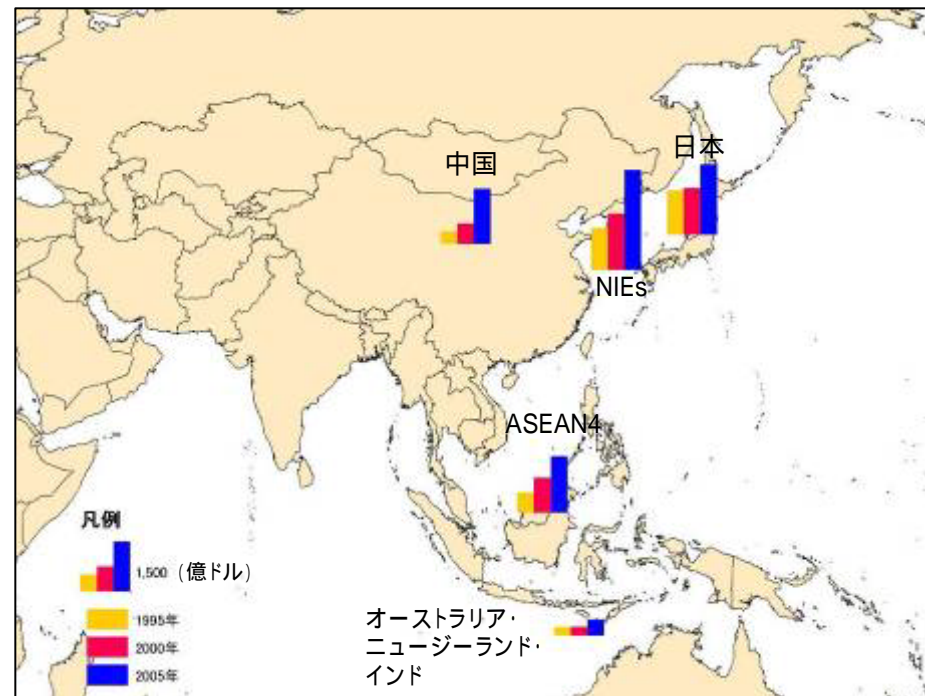 中国
日本
NIEs
ASEAN4
凡例
1,500 (億ドル)
1995年
2000年
2005年
オーストラリア・
ニュージーランド・
インド